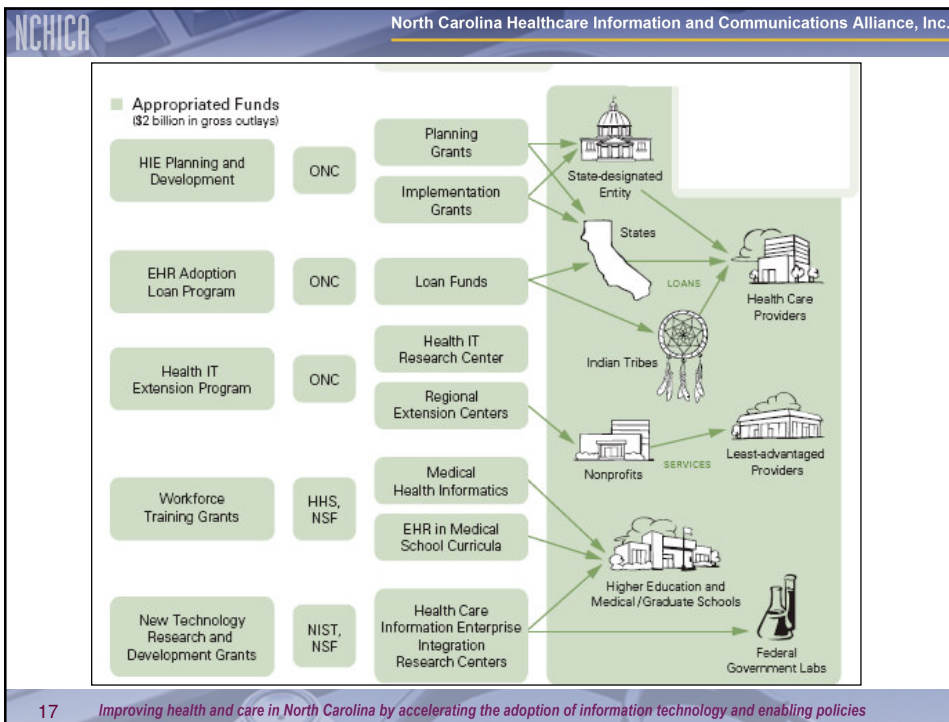 NCHICA
North Carolina Healthcare Information and Communications Alliance, Inc.
Appropriated Funds
($2 billion in gross outlays)
HIE Planning and
Development
ONC
Planning
Grants
Implementation
Grants
State-designated
Entity
States
EHR Adoption
Loan Program
ONC
Loan Funds
LOANS
Health Care
Providers
Indian Tribes
Health IT
Extension Program
ONC
Health IT
Research Center
Regional
Extension Centers
Nonprofits
SERVICES
Least-advantaged
Providers
Workforce
Training Grants
HHS,
NSF
Medical
Health Informatics
EHR in Medical
School Curricula
Higher Education and
Medical/Graduate Schools
New Technology
Research and
Development Grants
NIST,
NSF
Health Care
Information Enterprise
Integration
Research Centers
Federal
Government Labs
17
Improving health and care in North Carolina by accelerating the adoption of information technology and enabling policies